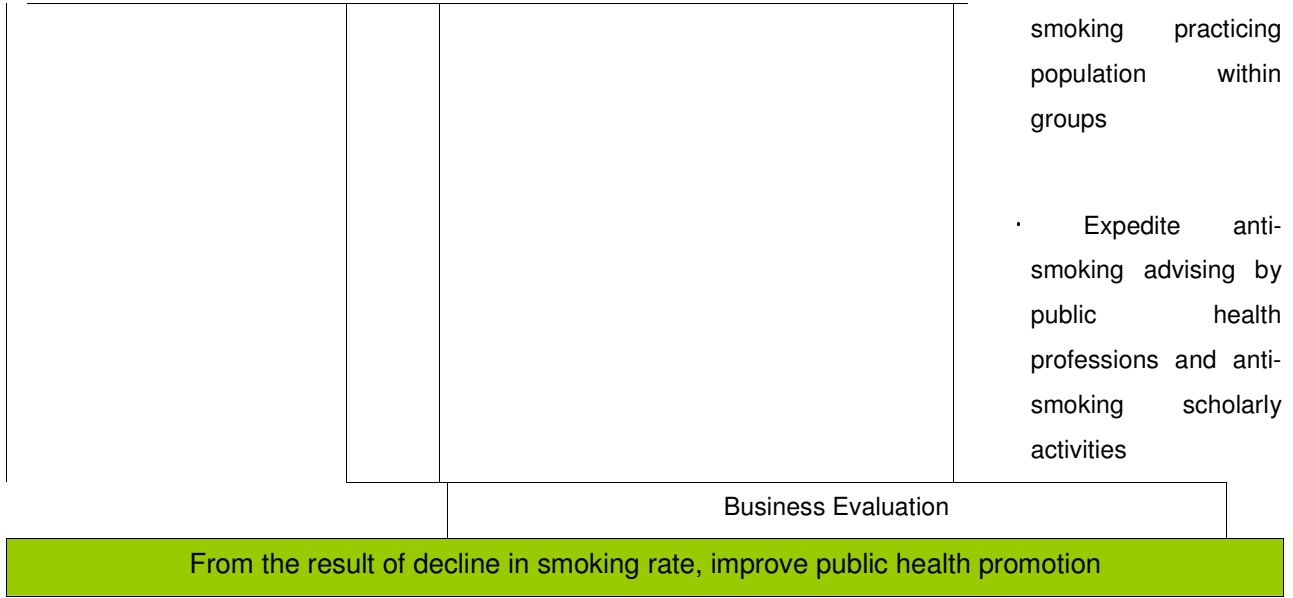 smoking practicing
population within
groups
· Expedite anti-
smoking advising by
public health
professions and anti-
smoking scholarly
activities
Business Evaluation
From the result of decline in smoking rate, improve public health promotion